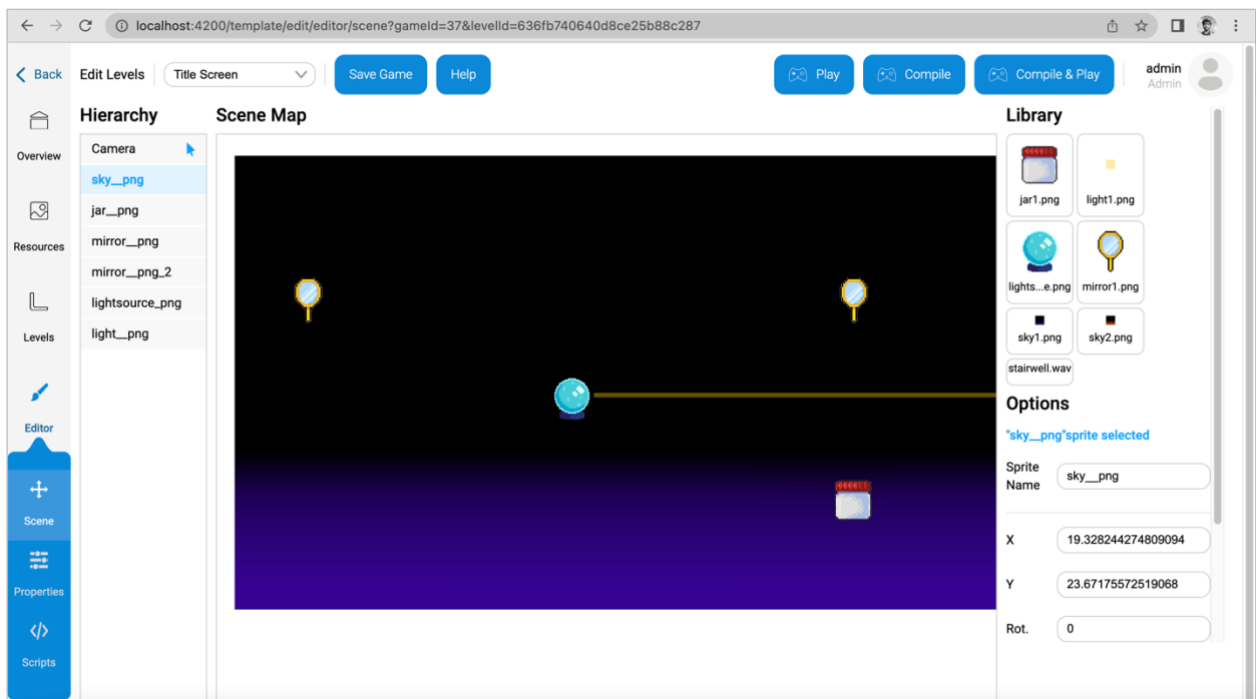 localhost:4200/template/edit/editor/scene?gameId=37&levelId=636fb740640d8ce25b88c287
Back
Edit Levels
Title Screen
Save Game
Help
Play
Compile
Compile & Play
admin
Admin
Overview
Resources
Levels
Editor
Scene
Properties
Scripts
Hierarchy
Camera
sky__png
jar__png
mirror__png
mirror__png_2
lightsource_png
light__png
Scene Map
Library
jar1.png
light1.png
lights...e.png
mirror1.png
sky1.png
sky2.png
stairwell.wav
Options
"sky__png"sprite selected
Sprite
Name
sky__png
X
19.328244274809094
Y
23.67175572519068
Rot.
0